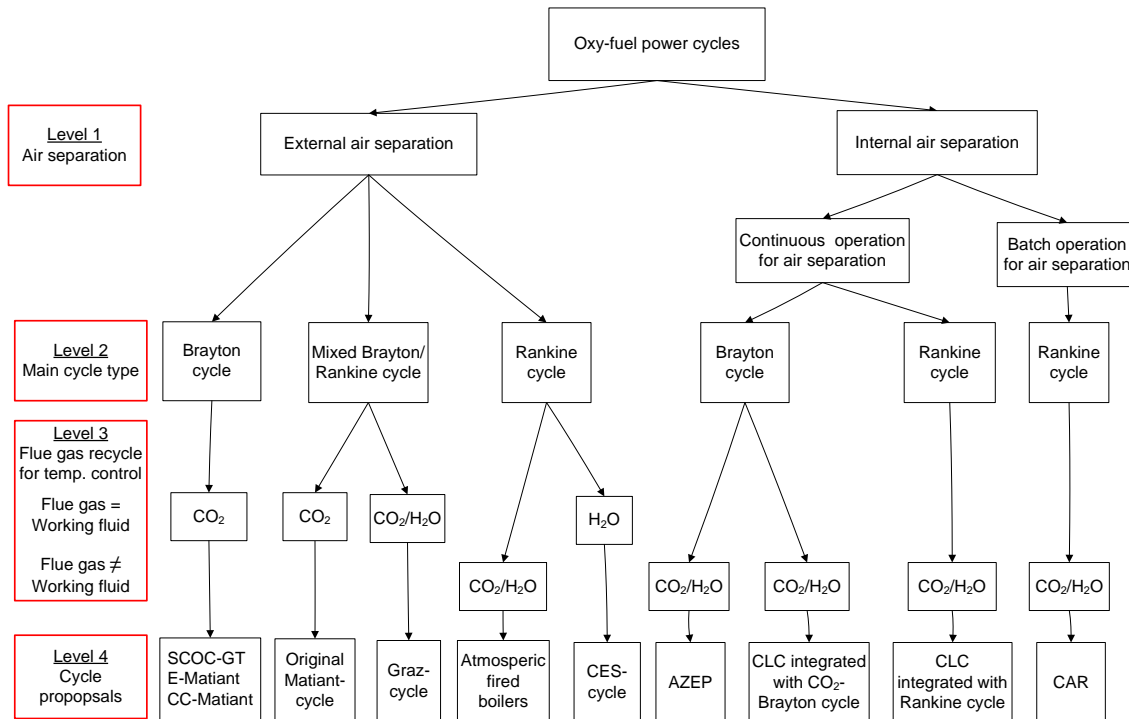 Oxy-fuel power cycles
Level 1
Air separation
External air separation
Internal air separation
Continuous operation
for air separation
Batch operation
for air separation
Level 2
Main cycle type
Brayton
cycle
Mixed Brayton/
Rankine cycle
Rankine
cycle
Brayton
cycle
Rankine
cycle
Rankine
cycle
Level 3
Flue gas recycle
for temp. control
Flue gas =
Working fluid
Flue gas ≠
Working fluid
CO₂
CO₂
CO₂/H₂O
H₂O
CO₂/H₂O
CO₂/H₂O
CO₂/H₂O
CO₂/H₂O
CO₂/H₂O
Level 4
Cycle
propopsals
SCOC-GT
E-Matiant
CC-Matiant
Original
Matiant-
cycle
Graz-
cycle
Atmosperic
fired
boilers
CES-
cycle
AZEP
CLC integrated
with CO₂-
Brayton cycle
CLC
integrated with
Rankine cycle
CAR